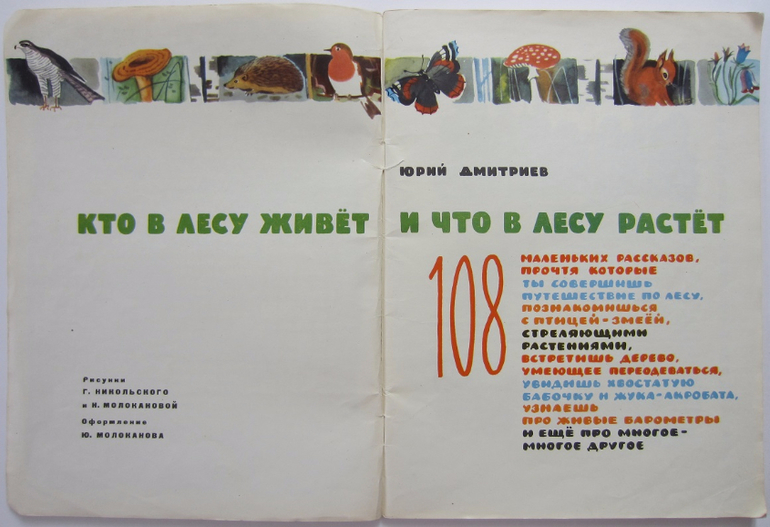 ЮРИЙ ДМИТРИЕВ
КТО В ЛЕСУ ЖИВЁТ И ЧТО В ЛЕСУ РАСТЁТ
108
МАЛЕНЬКИХ РАССКАЗОВ,
ПРОЧТЯ КОТОРЫЕ
ТЫ СОВЕРШИШЬ
ПУТЕШЕСТВИЕ ПО ЛЕСУ,
ПОЗНАКОМИШЬСЯ
С ПТИЦЕЙ-ЗМЕЁЙ,
СТРЕЛЯЮЩИМИ
РАСТЕНИЯМИ,
ВСТРЕТИШЬ ДЕРЕВО,
УМЕЮЩЕЕ ПЕРЕОДЕВАТЬСЯ,
УВИДИШЬ ХВОСТАТУЮ
БАБОЧКУ И ЖУКА-АКРОБАТА,
УЗНАЕШЬ
ПРО ЖИВЫЕ БАРОМЕТРЫ
И ЕЩЁ ПРО МНОГОЕ-
МНОГОЕ ДРУГОЕ
Рисунки
Г. НИКОЛЬСКОГО
и Н. МОЛОКАНОВОЙ
Оформление
Ю. МОЛОКАНОВА